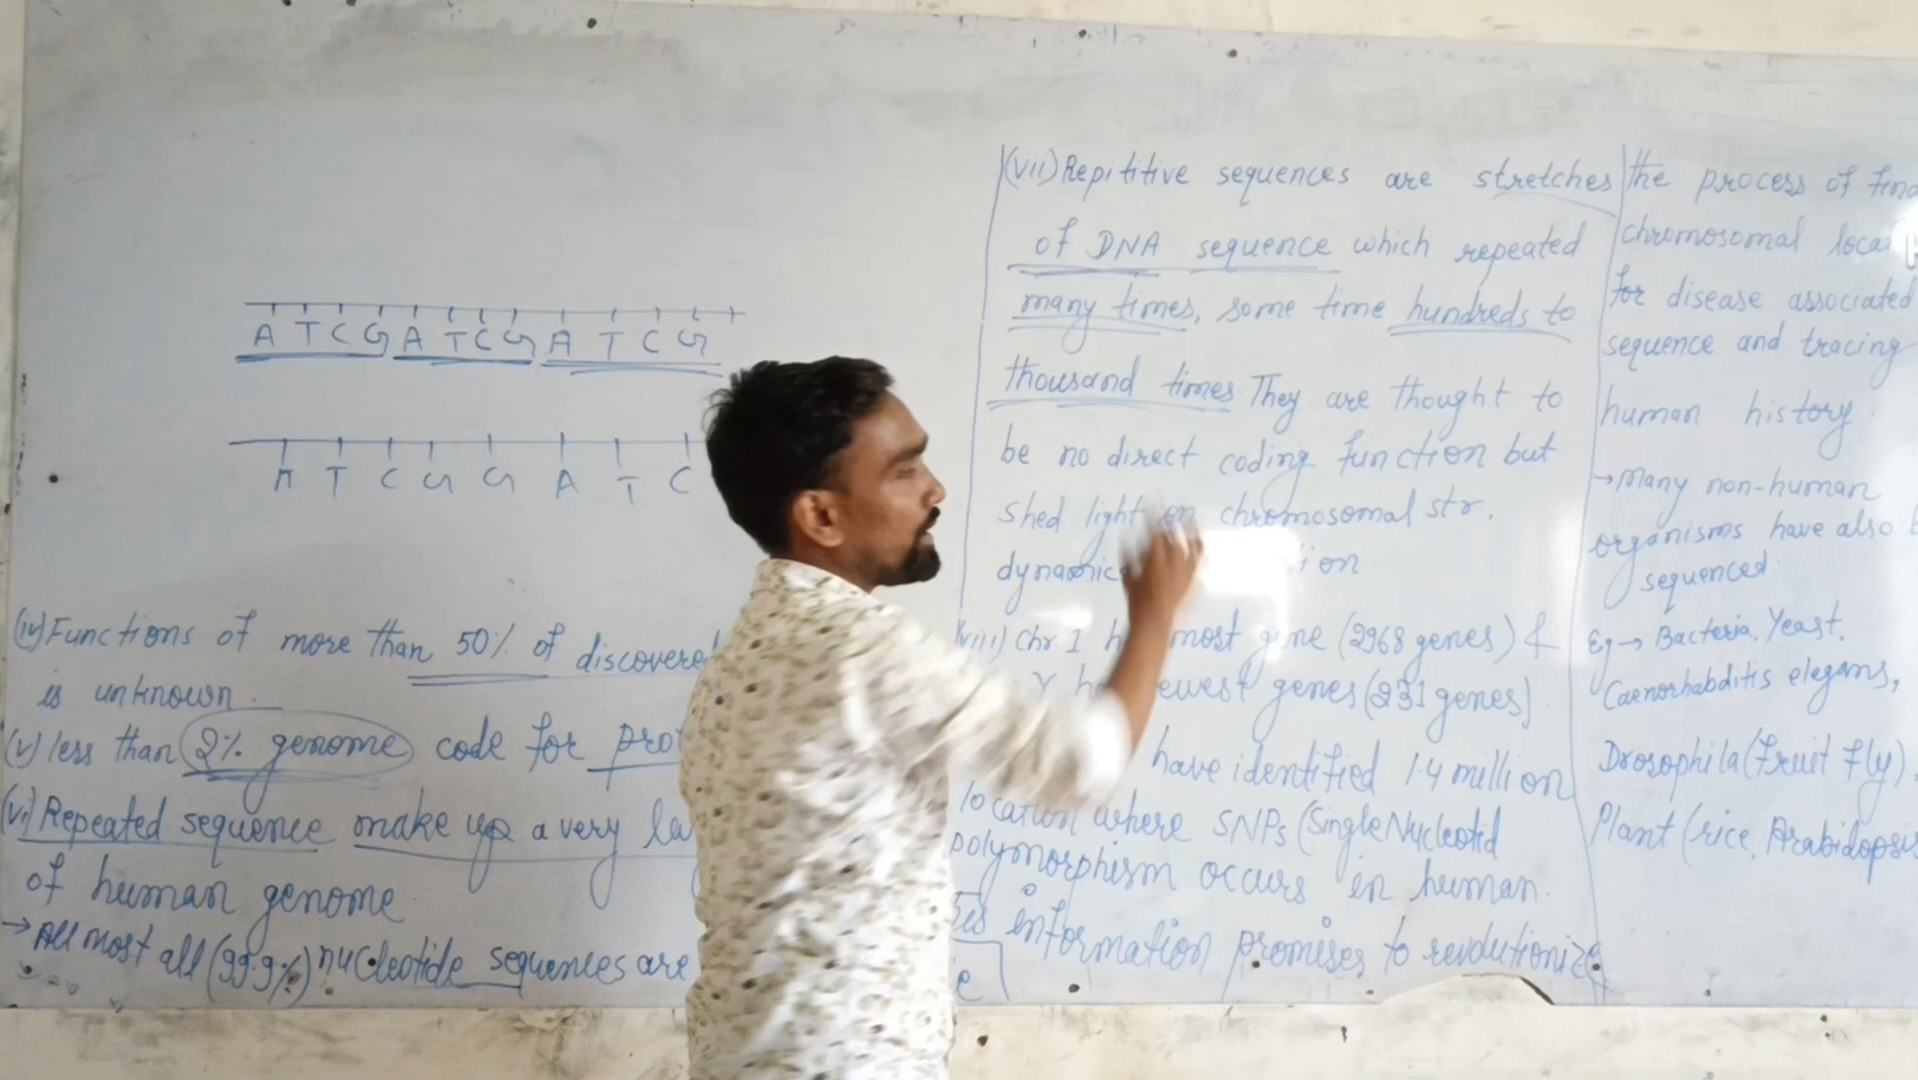 A T C G A T C G A T C G
A T C G G A T C
(iv) Functions of more than 50% of discovere
is unknown
(v) less than 2% genome code for pro
(vi) Repeated sequence make up a very la
of human genome
→ All most all (99.9%) nucleotide sequences are
(vii) Repititive sequences are stretches
of DNA sequence which repeated
many times, some time hundreds to
thousand times. They are thought to
be no direct coding function but
shed light on chromosomal str.
dynamic ion
viii) Chr 1 h most gene (2968 genes) &
Y h ewest genes (231 genes)
have identified 1.4 million
location where SNPs (Single Nucleotid
polymorphism occurs in human.
information promises to revolutionize
the process of find
chromosomal loca
for disease associated
sequence and tracing
human history
→ Many non-human
organisms have also b
sequenced
Eg → Bacteria, Yeast,
Caenorhabditis elegans,
Drosophila (Fruit Fly),
Plant (rice, Arabidopsis